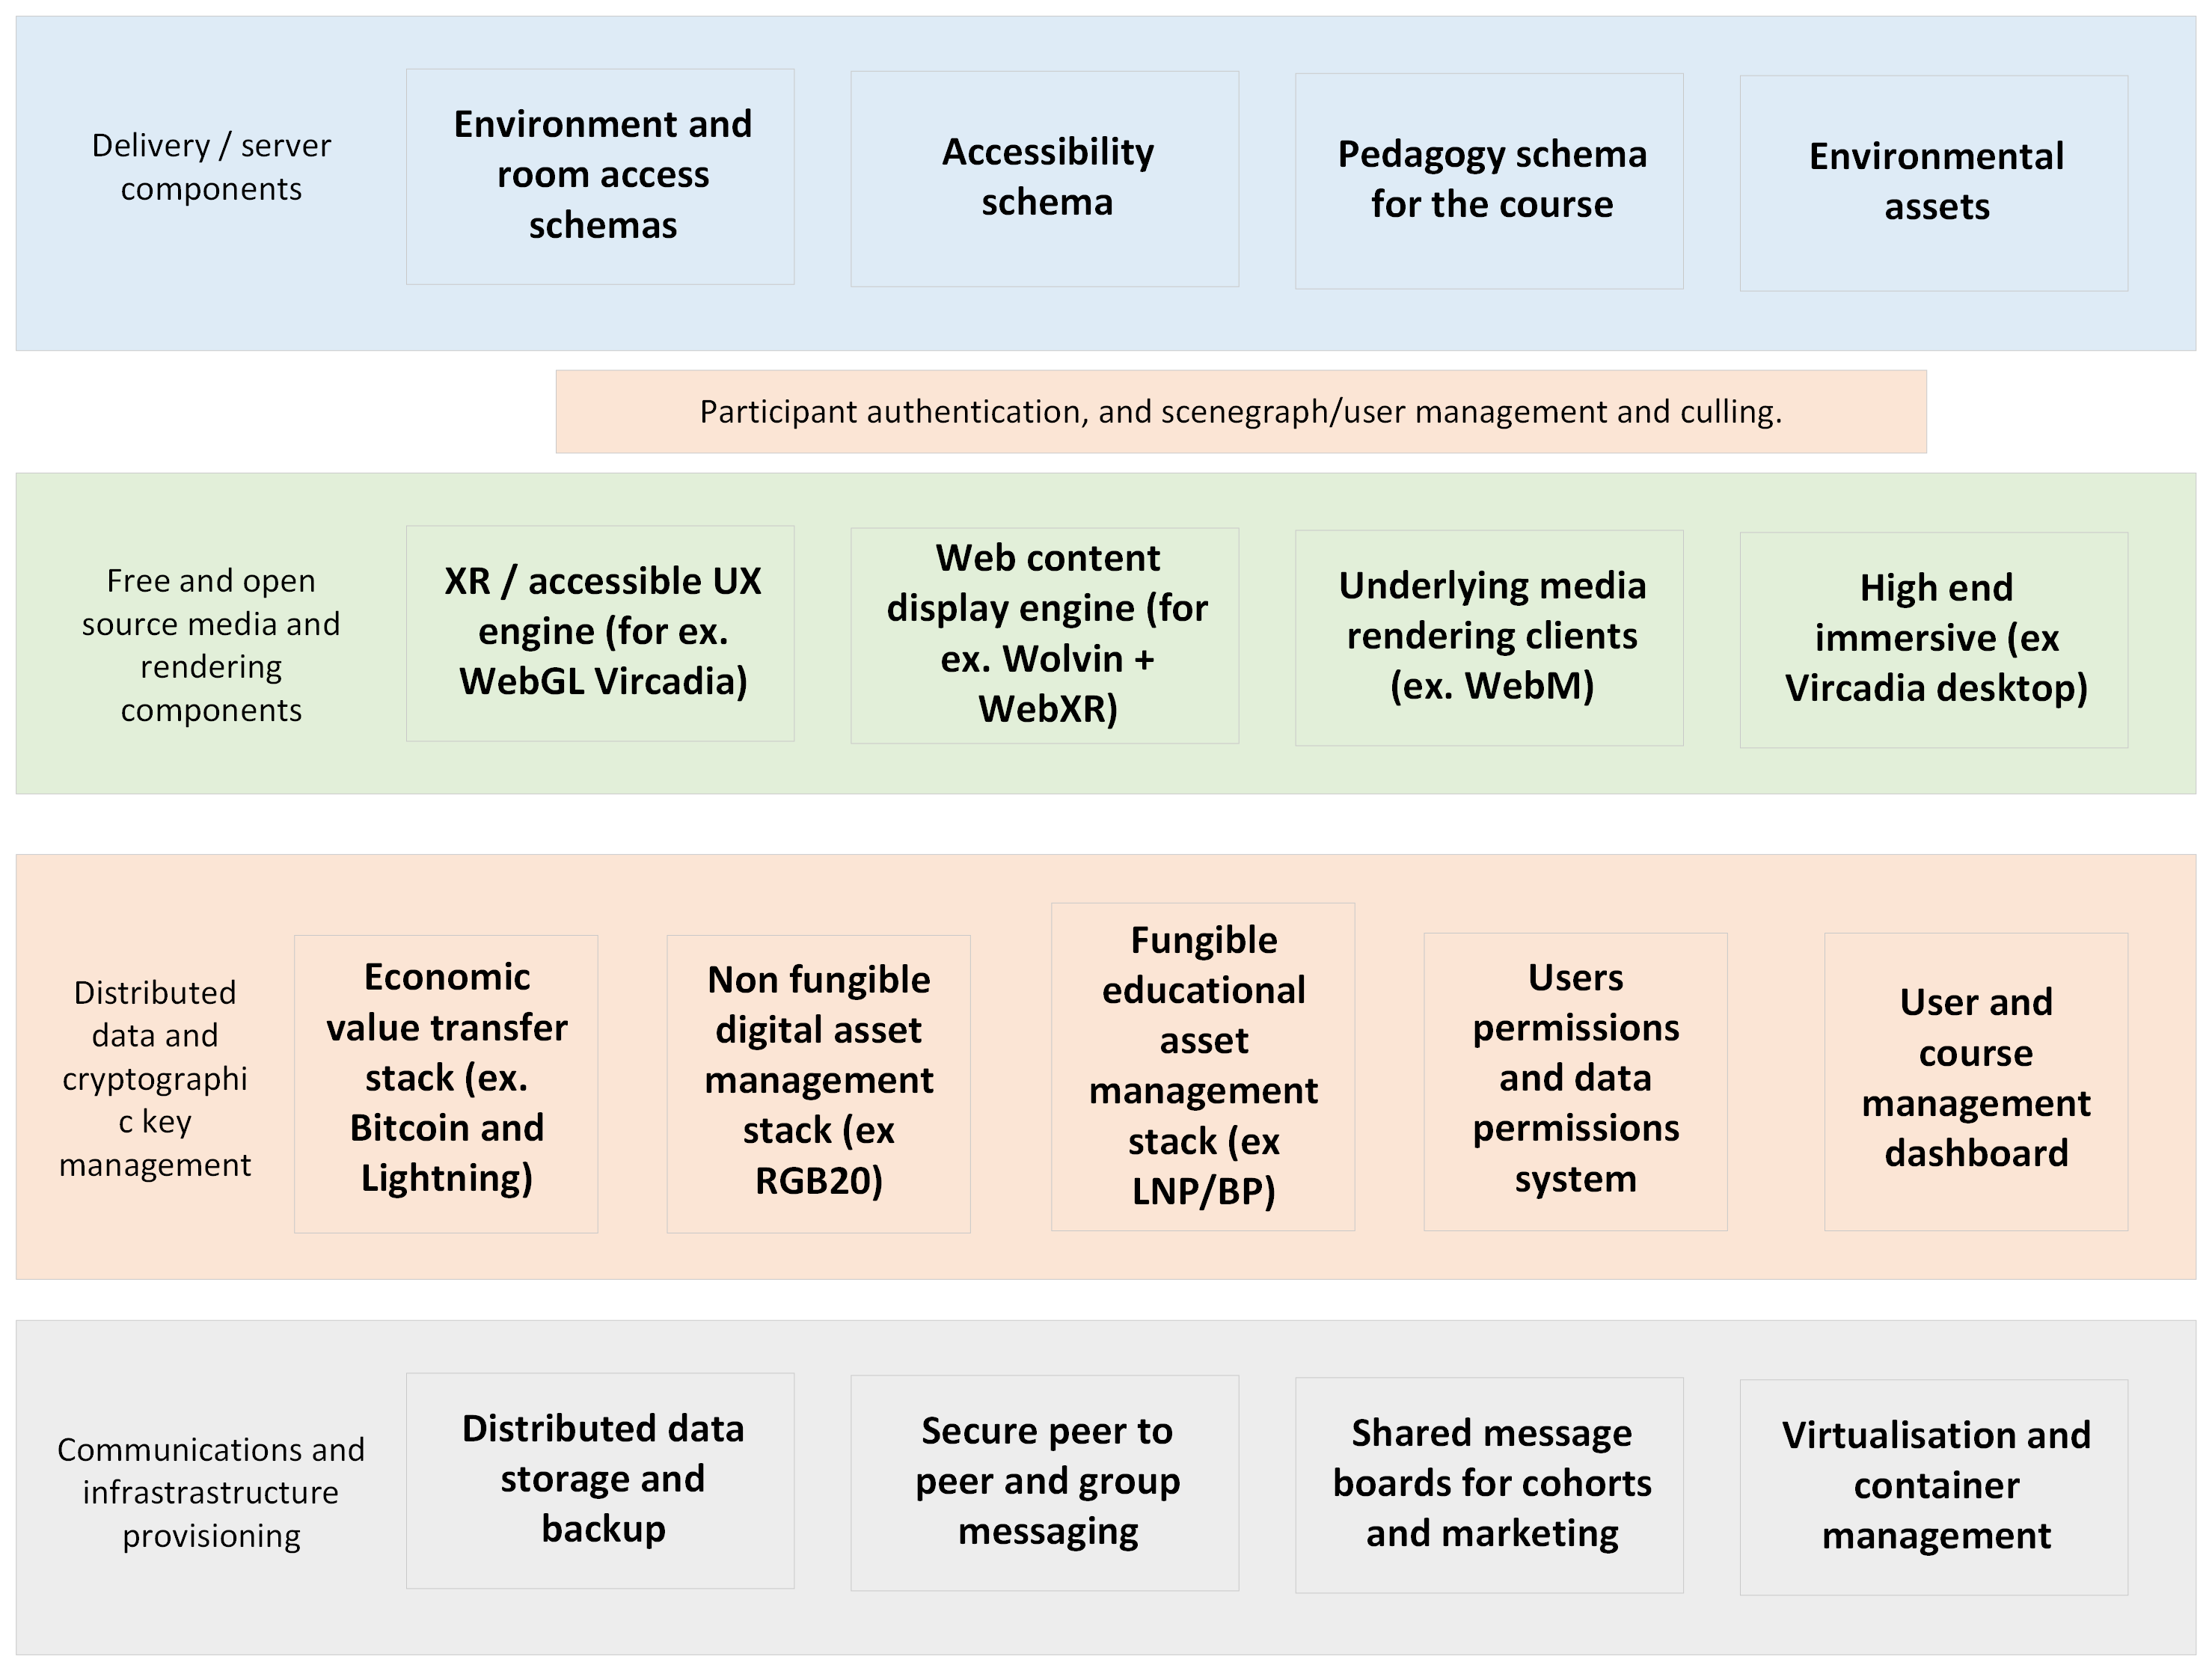 Delivery / server
components
Environment and
room access
schemas
Accessibility
schema
Pedagogy schema
for the course
Environmental
assets
Participant authentication, and scenegraph/user management and culling.
Free and open
source media and
rendering
components
XR / accessible UX
engine (for ex.
WebGL Vircadia)
Web content
display engine (for
ex. Wolvin +
WebXR)
Underlying media
rendering clients
(ex. WebM)
High end
immersive (ex
Vircadia desktop)
Distributed
data and
cryptographi
c key
management
Economic
value transfer
stack (ex.
Bitcoin and
Lightning)
Non fungible
digital asset
management
stack (ex
RGB20)
Fungible
educational
asset
management
stack (ex
LNP/BP)
Users
permissions
and data
permissions
system
User and
course
management
dashboard
Communications and
infrastrastructure
provisioning
Distributed data
storage and
backup
Secure peer to
peer and group
messaging
Shared message
boards for cohorts
and marketing
Virtualisation and
container
management